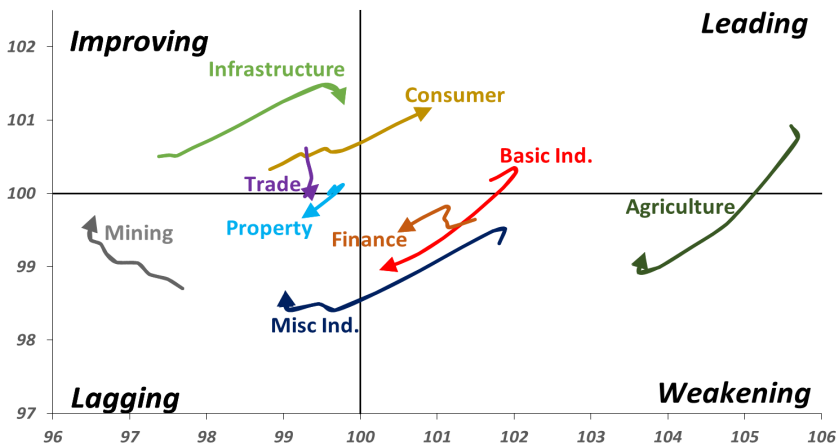 Improving
Leading
102
Infrastructure
Consumer
101
Basic Ind.
Trade
100
Agriculture
Property
Mining
Finance
99
Misc Ind.
98
Lagging
Weakening
97
96 97 98 99 100 101 102 103 104 105 106